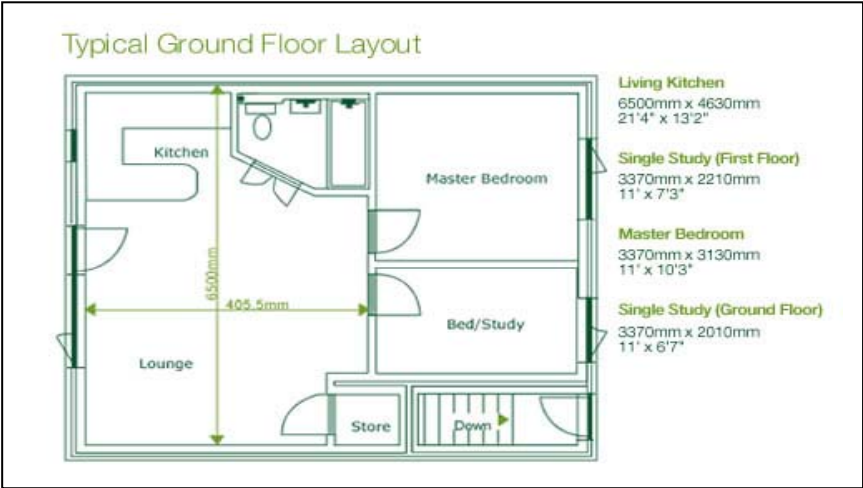 Typical Ground Floor Layout
Living Kitchen
6500mm x 4630mm
21'4" x 13'2"
Single Study (First Floor)
3370mm x 2210mm
11' x 7'3"
Master Bedroom
3370mm x 3130mm
11' x 10'3"
Single Study (Ground Floor)
3370mm x 2010mm
11' x 6'7"
Kitchen
Master Bedroom
6500mm
405.5mm
Bed/Study
Lounge
Store
Down